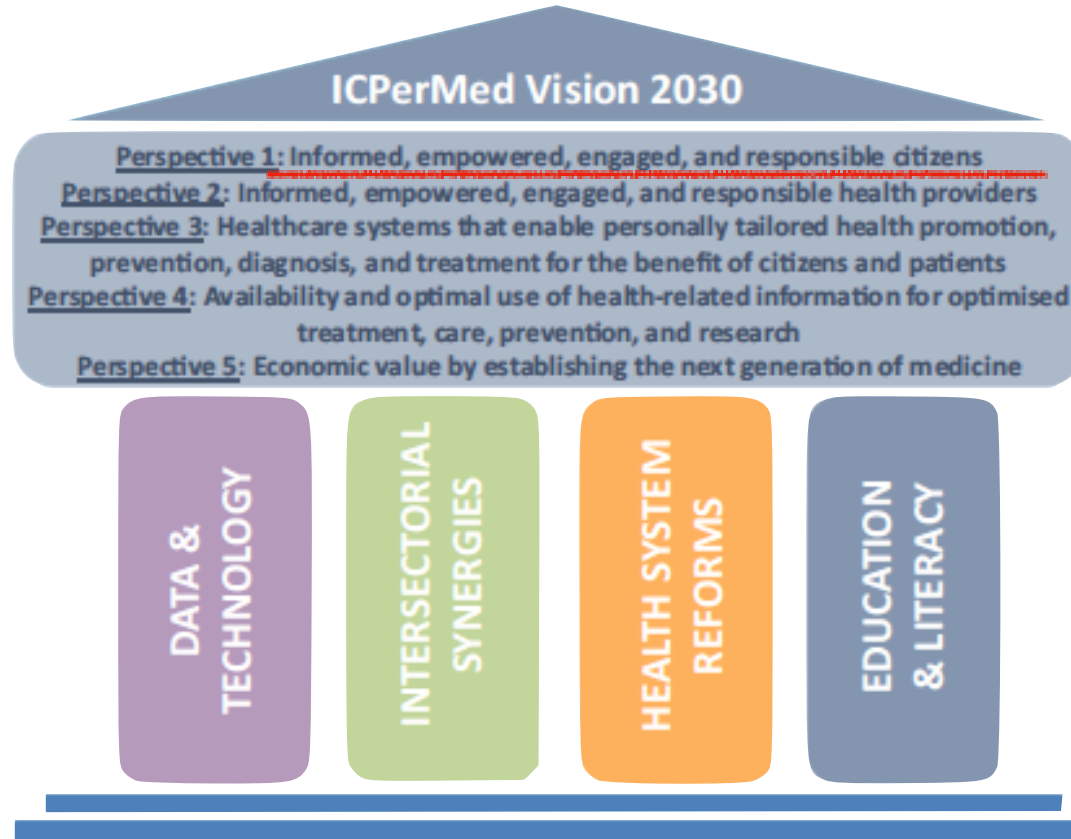 ICPerMed Vision 2030
Perspective 1: Informed, empowered, engaged, and responsible citizens
Perspective 2: Informed, empowered, engaged, and responsible health providers
Perspective 3: Healthcare systems that enable personally tailored health promotion,
prevention, diagnosis, and treatment for the benefit of citizens and patients
Perspective 4: Availability and optimal use of health-related information for optimised
treatment, care, prevention, and research
Perspective 5: Economic value by establishing the next generation of medicine
DATA &
TECHNOLOGY
INTERSECTORIAL
SYNERGIES
HEALTH SYSTEM
REFORMS
EDUCATION
& LITERACY